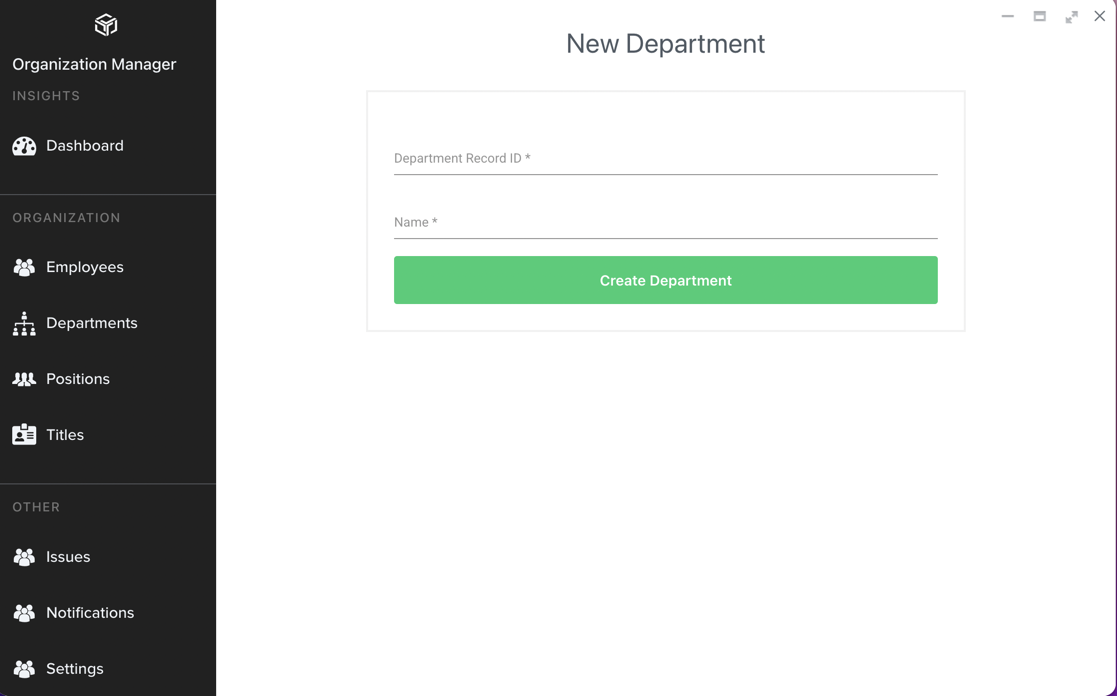 Organization Manager
INSIGHTS
Dashboard
ORGANIZATION
Employees
Departments
Positions
Titles
OTHER
Issues
Notifications
Settings
New Department
Department Record ID *
Name *
Create Department